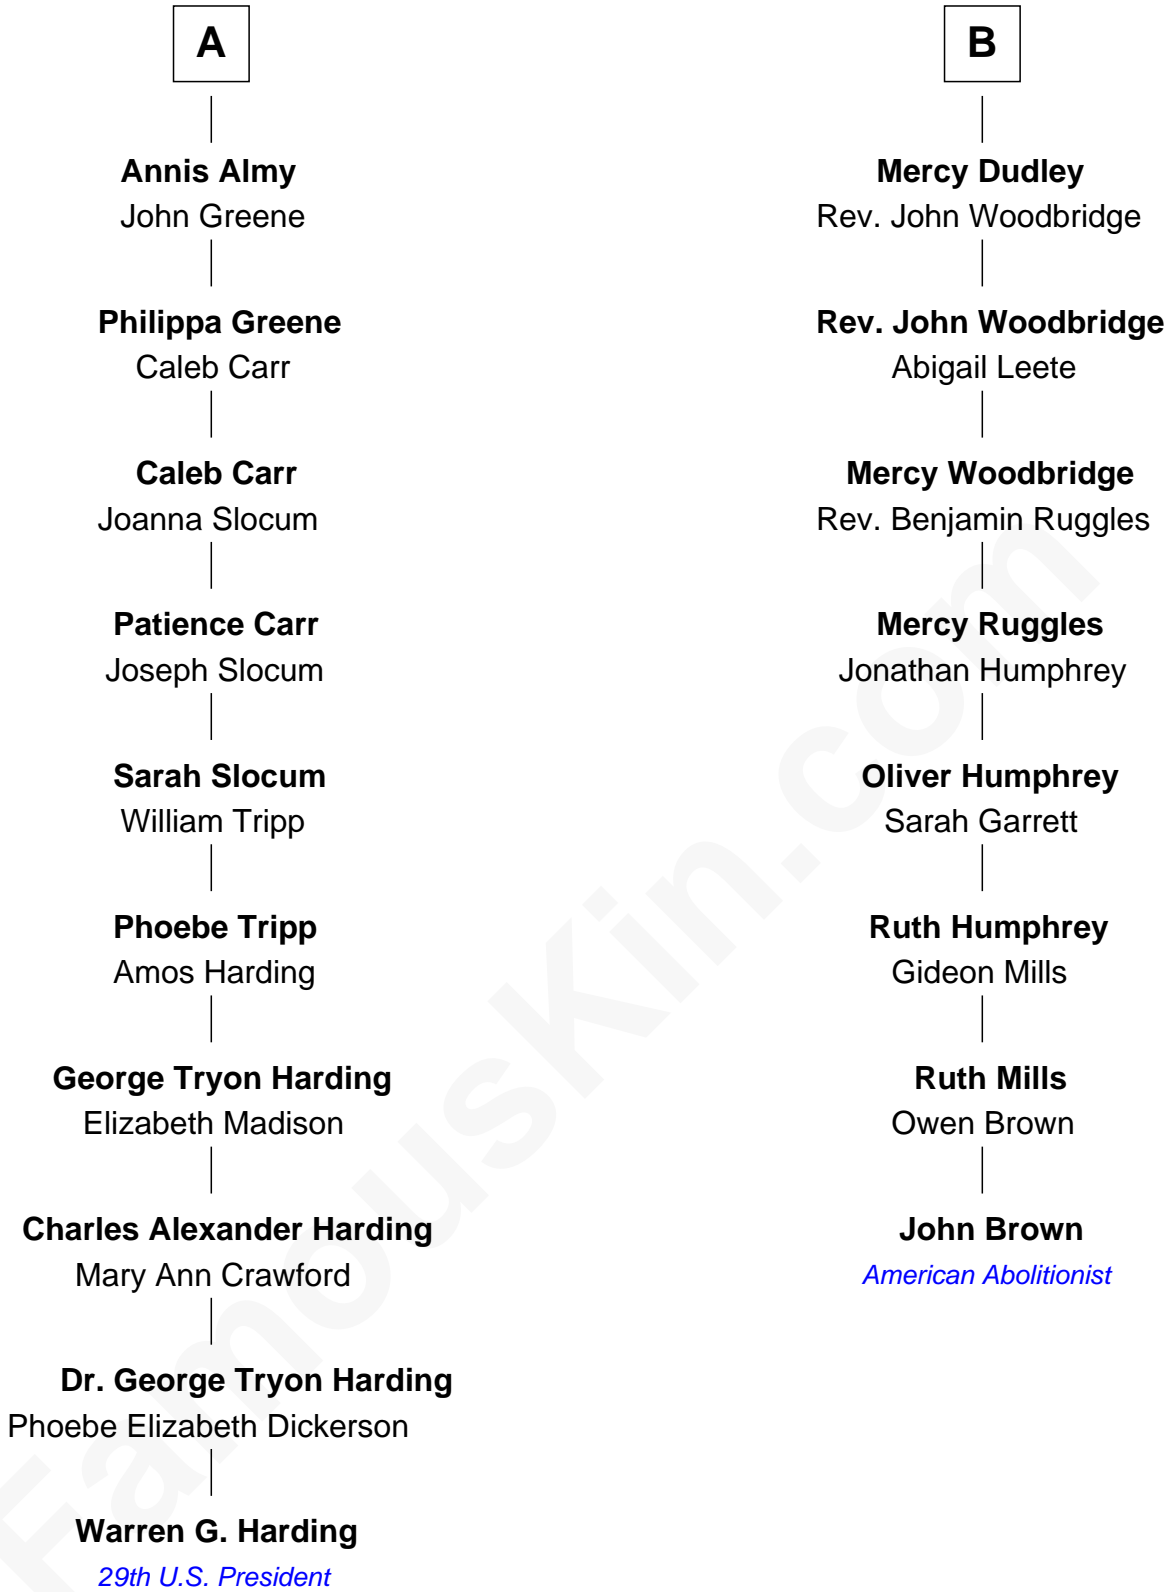 A
Annis Almy
John Greene
Philippa Greene
Caleb Carr
Caleb Carr
Joanna Slocum
Patience Carr
Joseph Slocum
Sarah Slocum
William Tripp
Phoebe Tripp
Amos Harding
George Tryon Harding
Elizabeth Madison
Charles Alexander Harding
Mary Ann Crawford
Dr. George Tryon Harding
Phoebe Elizabeth Dickerson
Warren G. Harding
29th U.S. President
B
Mercy Dudley
Rev. John Woodbridge
Rev. John Woodbridge
Abigail Leete
Mercy Woodbridge
Rev. Benjamin Ruggles
Mercy Ruggles
Jonathan Humphrey
Oliver Humphrey
Sarah Garrett
Ruth Humphrey
Gideon Mills
Ruth Mills
Owen Brown
John Brown
American Abolitionist
FamousKin.com